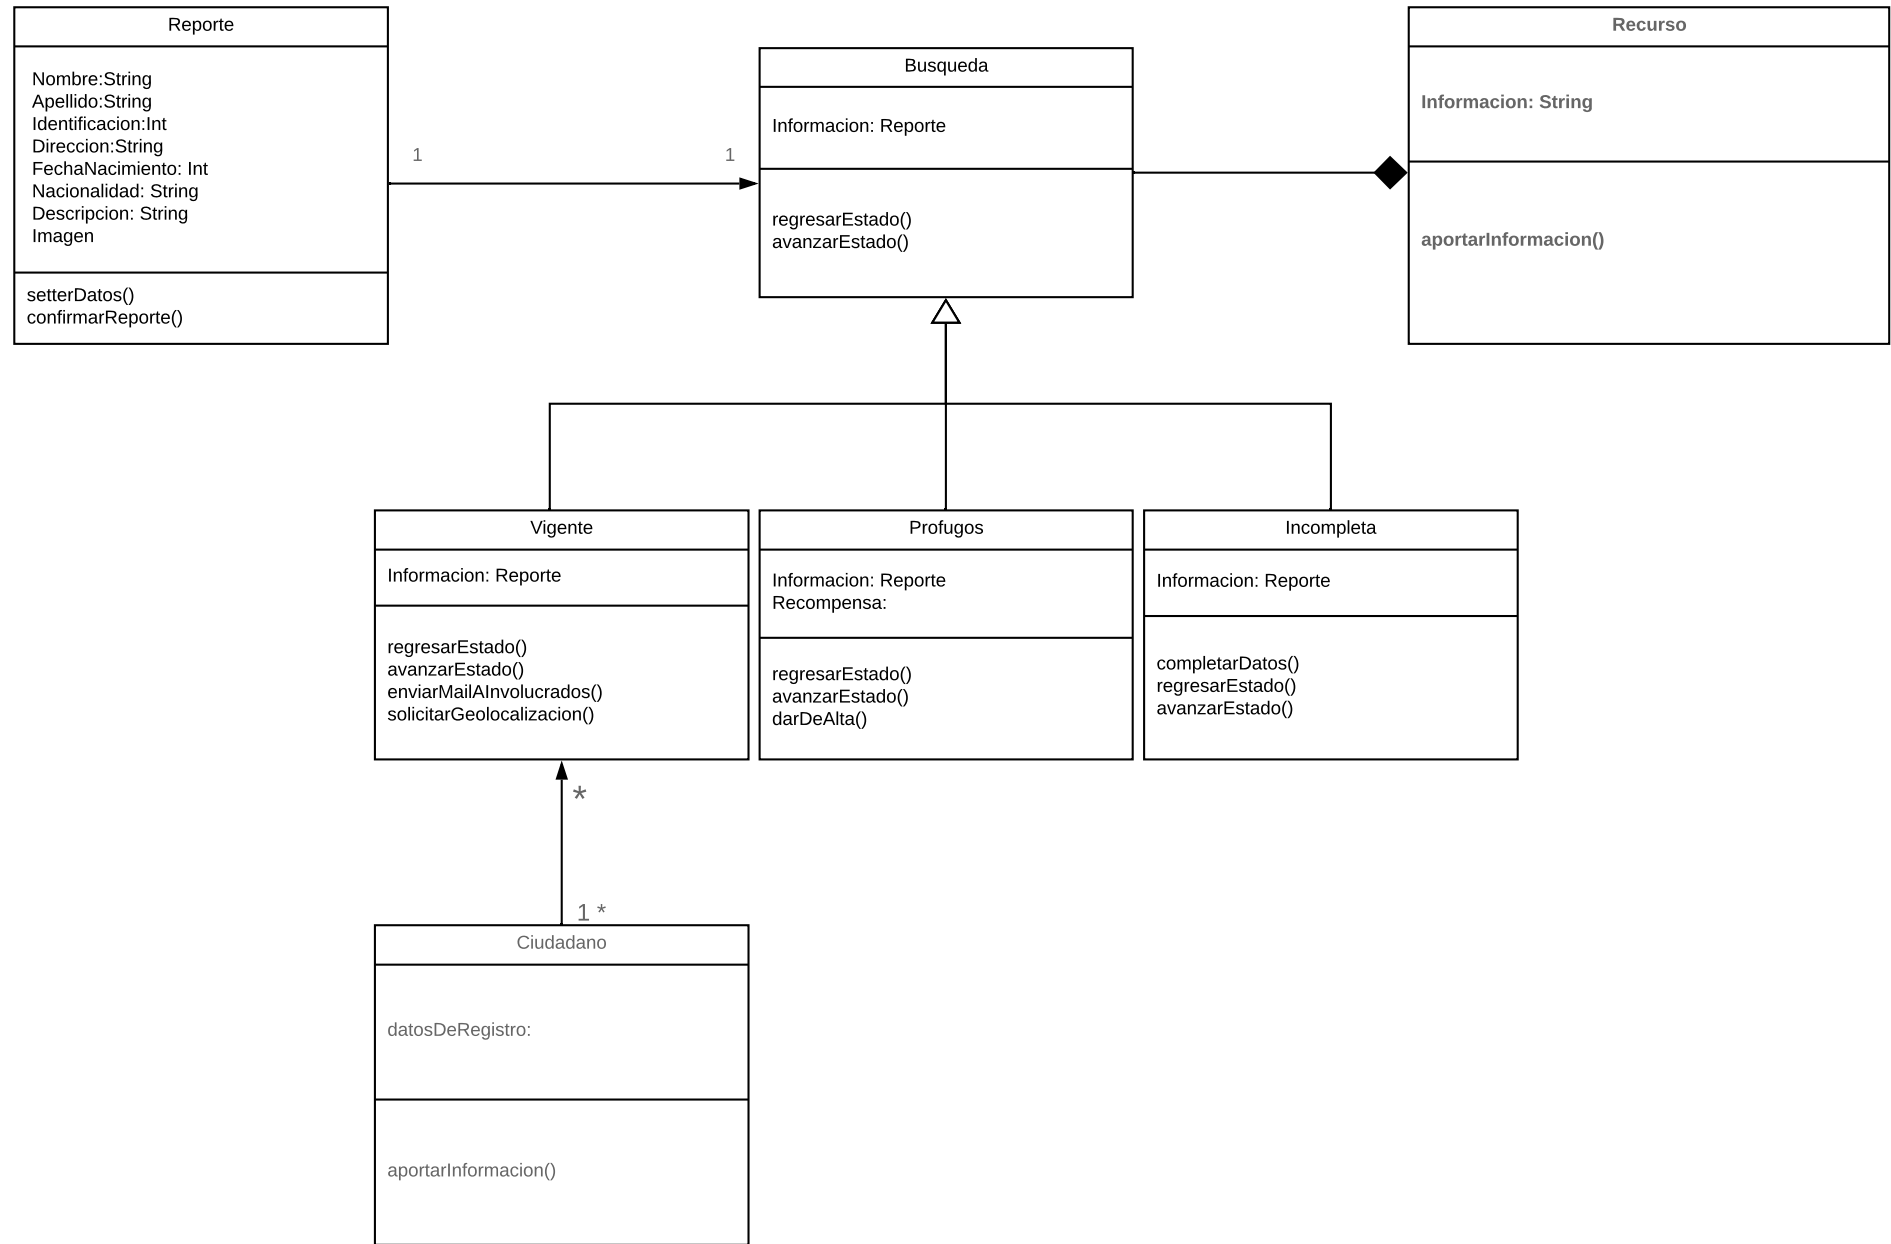 Reporte
Nombre:String
Apellido:String
Identificacion:Int
Direccion:String
FechaNacimiento: Int
Nacionalidad: String
Descripcion: String
Imagen
setterDatos()
confirmarReporte()
1
1
Busqueda
Informacion: Reporte
regresarEstado()
avanzarEstado()
Recurso
Informacion: String
aportarInformacion()
Vigente
Informacion: Reporte
regresarEstado()
avanzarEstado()
enviarMailAInvolucrados()
solicitarGeolocalizacion()
Profugos
Informacion: Reporte
Recompensa:
regresarEstado()
avanzarEstado()
darDeAlta()
Incompleta
Informacion: Reporte
completarDatos()
regresarEstado()
avanzarEstado()
*
1 *
Ciudadano
datosDeRegistro:
aportarInformacion()